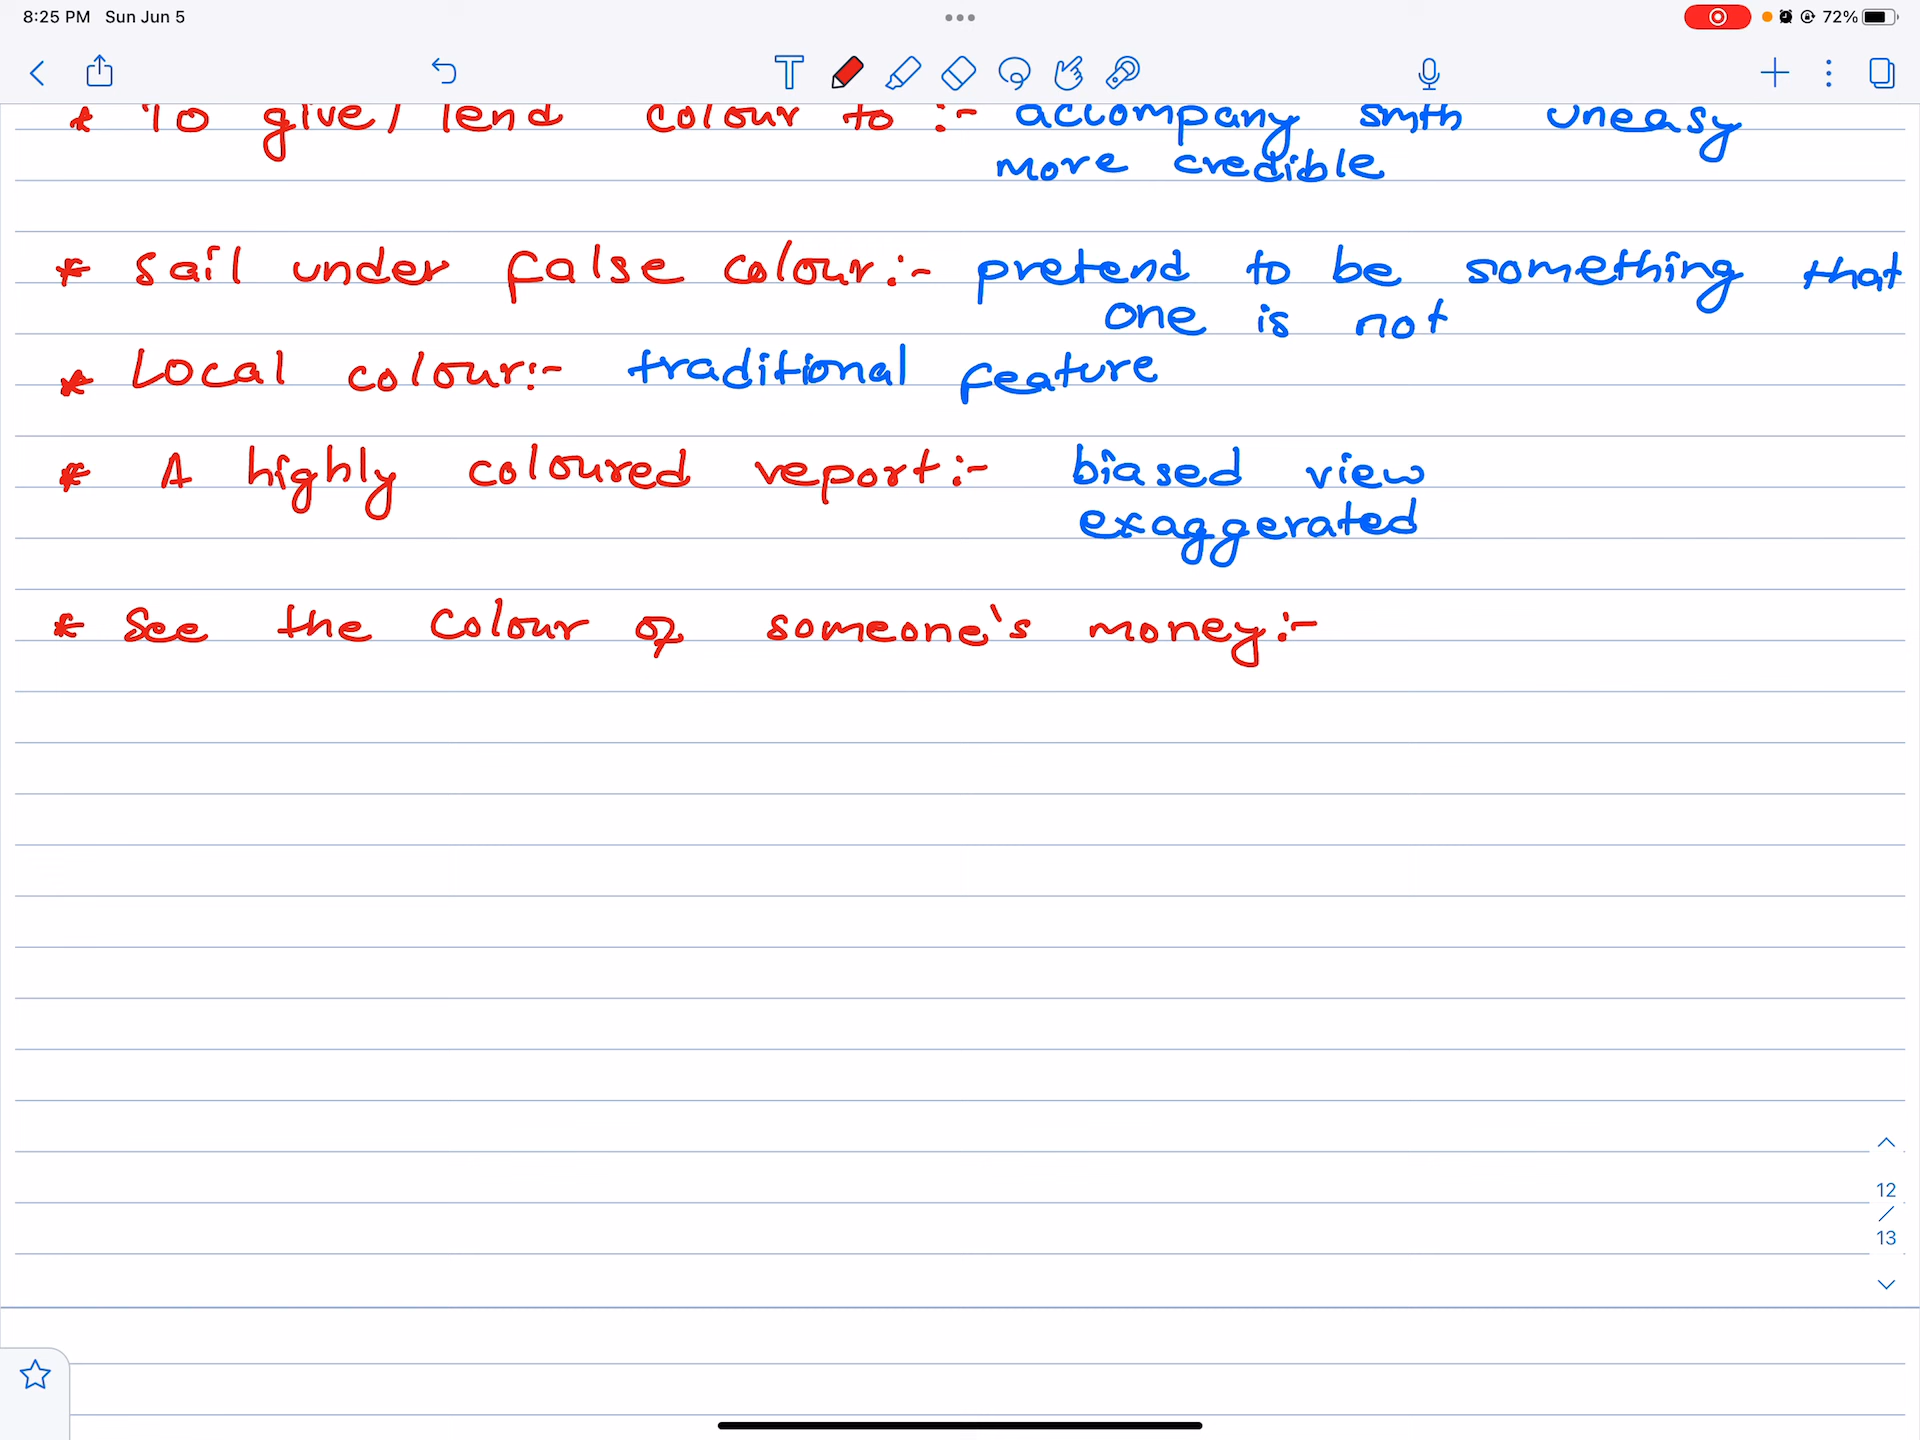 8:25 PM Sun Jun 5
72%
* To give/ lend colour to :- accompany smth uneasy
more credible
* Sail under false colour:- pretend to be something that
one is not
* Local colour:- traditional feature
* A highly coloured report:- biased view
exaggerated
* See the colour of someone's money:-
12
/
13